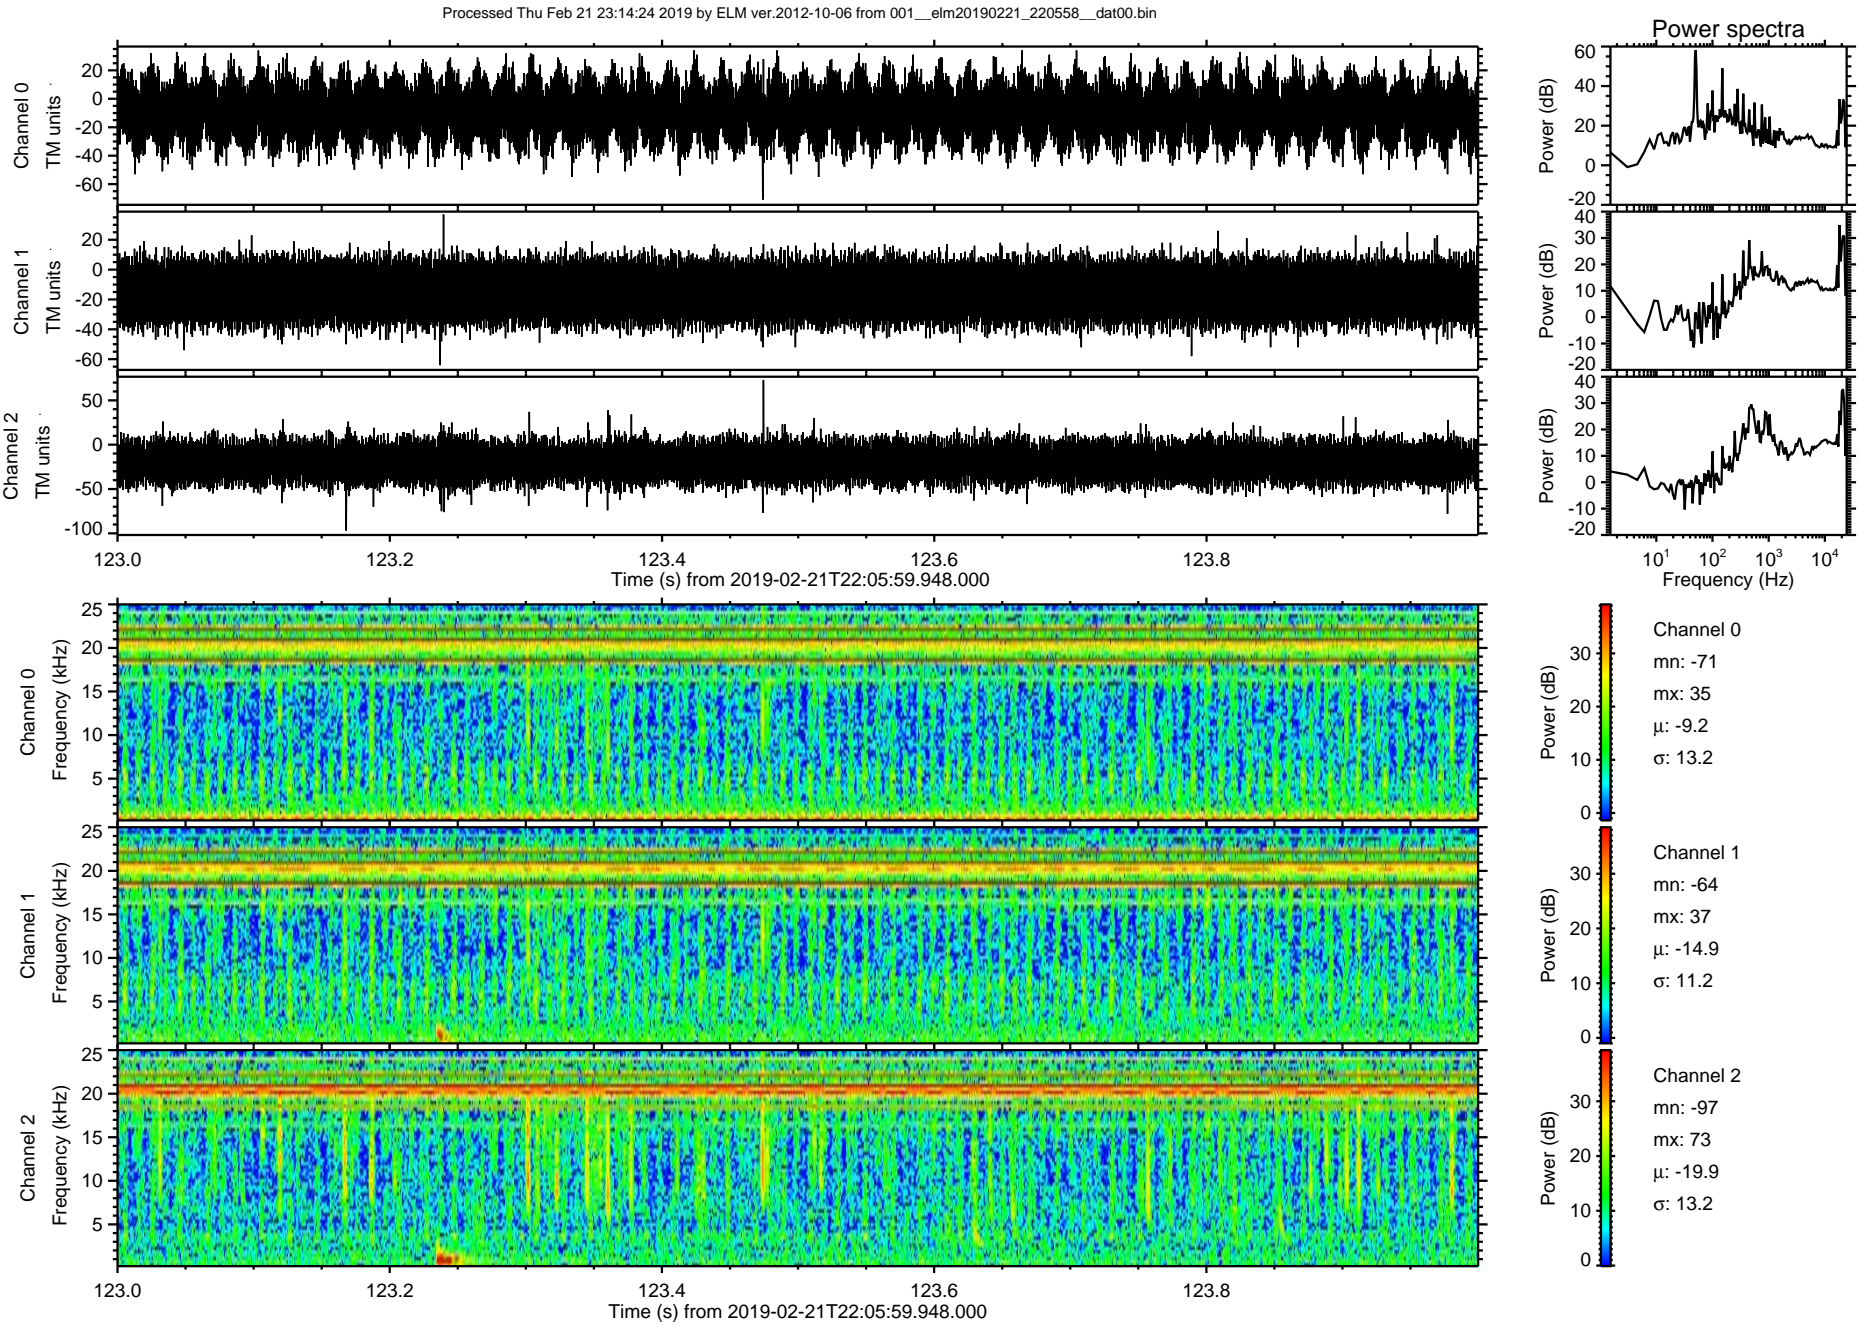 Processed Thu Feb 21 23:14:24 2019 by ELM ver.2012-10-06 from 001__elm20190221_220558__dat00.bin
Power spectra
Channel 0
TM units
20
0
-20
-40
-60
Power (dB)
60
40
20
0
-20
Channel 1
TM units
20
0
-20
-40
-60
Power (dB)
40
30
20
10
0
-10
-20
Channel 2
TM units
50
0
-50
-100
Power (dB)
40
30
20
10
0
-10
-20
123.0 123.2 123.4 123.6 123.8
Time (s) from 2019-02-21T22:05:59.948.000
10¹ 10² 10³ 10⁴
Frequency (Hz)
Channel 0
Frequency (kHz)
25
20
15
10
5
Power (dB)
30
20
10
0
Channel 0
mn: -71
mx: 35
μ: -9.2
σ: 13.2
Channel 1
Frequency (kHz)
25
20
15
10
5
Power (dB)
30
20
10
0
Channel 1
mn: -64
mx: 37
μ: -14.9
σ: 11.2
Channel 2
Frequency (kHz)
25
20
15
10
5
Power (dB)
30
20
10
0
Channel 2
mn: -97
mx: 73
μ: -19.9
σ: 13.2
123.0 123.2 123.4 123.6 123.8
Time (s) from 2019-02-21T22:05:59.948.000